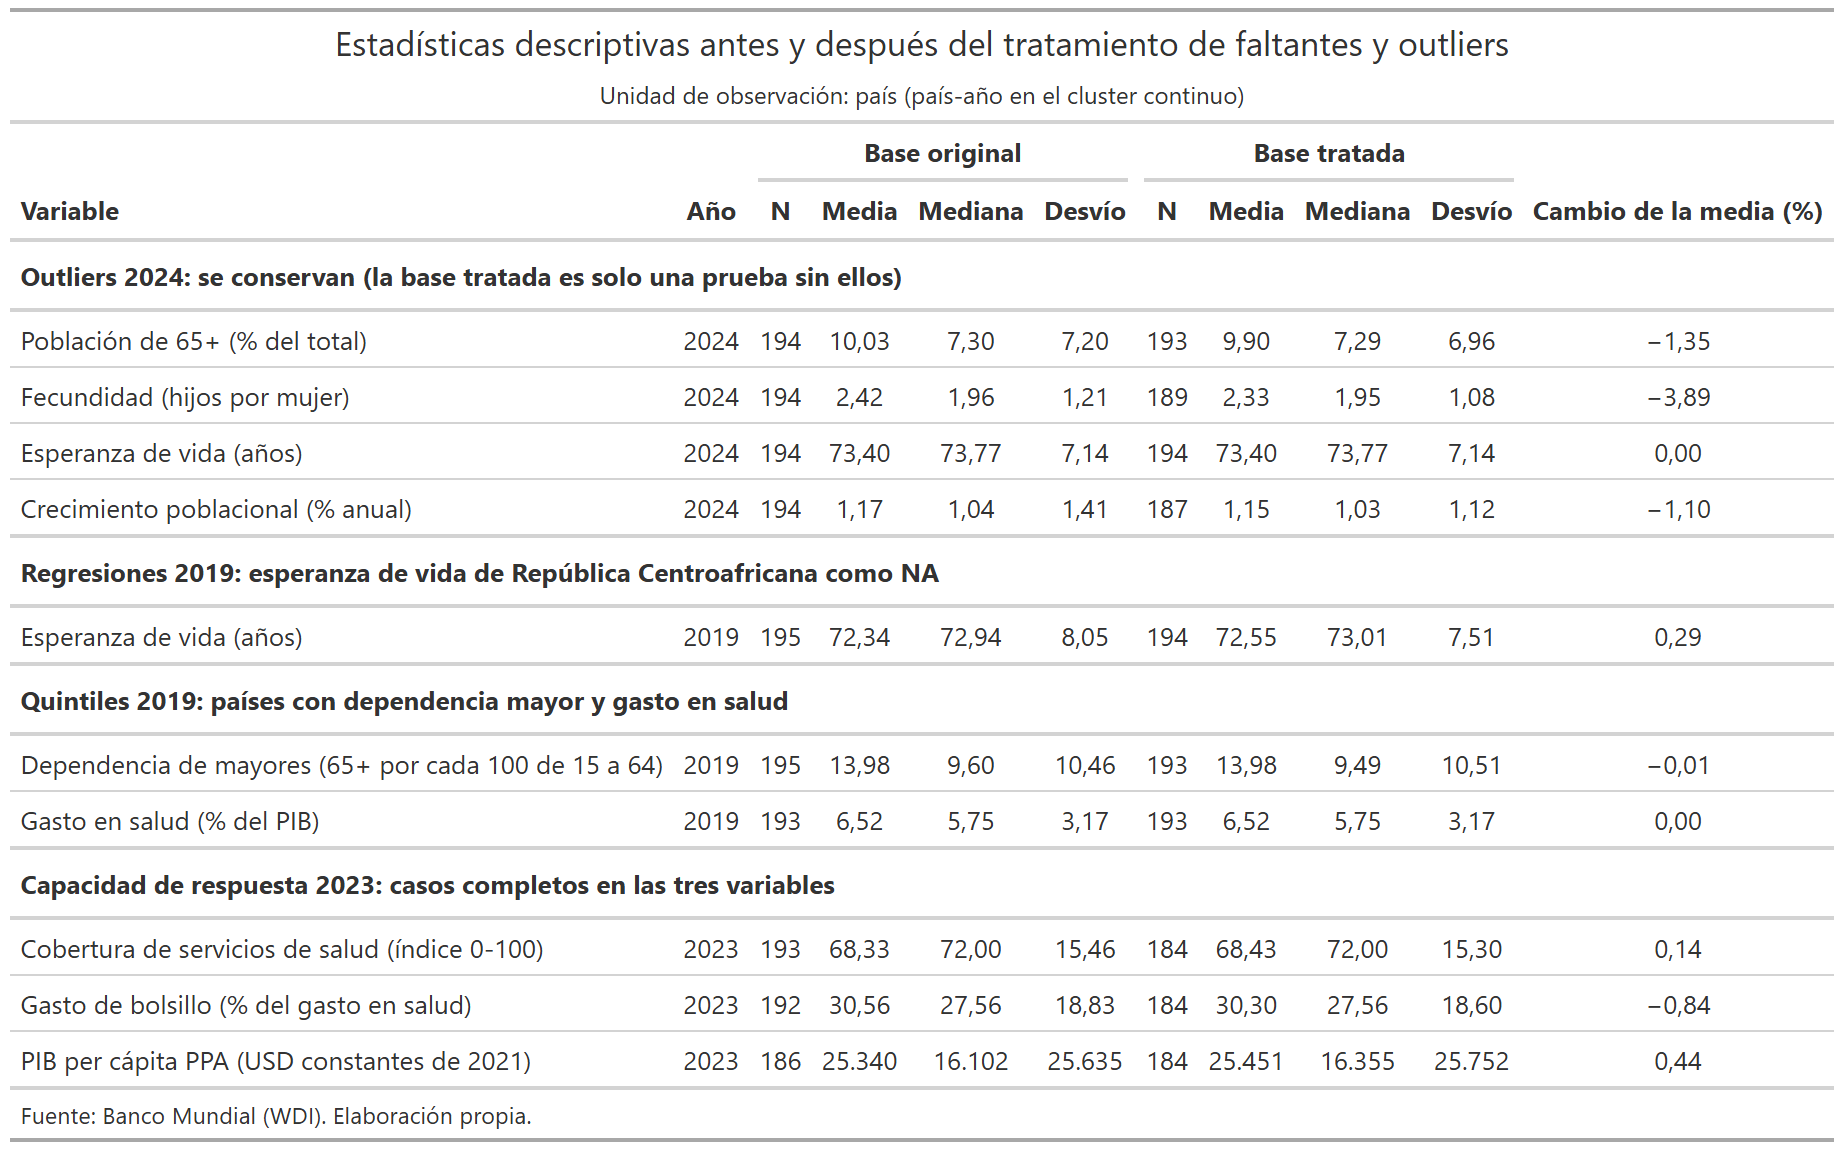 Estadísticas descriptivas antes y después del tratamiento de faltantes y outliers
Unidad de observación: país (país-año en el cluster continuo)
Base original Base tratada
Variable Año N Media Mediana Desvío N Media Mediana Desvío Cambio de la media (%)
Outliers 2024: se conservan (la base tratada es solo una prueba sin ellos)
Población de 65+ (% del total) 2024 194 10,03 7,30 7,20 193 9,90 7,29 6,96 −1,35
Fecundidad (hijos por mujer) 2024 194 2,42 1,96 1,21 189 2,33 1,95 1,08 −3,89
Esperanza de vida (años) 2024 194 73,40 73,77 7,14 194 73,40 73,77 7,14 0,00
Crecimiento poblacional (% anual) 2024 194 1,17 1,04 1,41 187 1,15 1,03 1,12 −1,10
Regresiones 2019: esperanza de vida de República Centroafricana como NA
Esperanza de vida (años) 2019 195 72,34 72,94 8,05 194 72,55 73,01 7,51 0,29
Quintiles 2019: países con dependencia mayor y gasto en salud
Dependencia de mayores (65+ por cada 100 de 15 a 64) 2019 195 13,98 9,60 10,46 193 13,98 9,49 10,51 −0,01
Gasto en salud (% del PIB) 2019 193 6,52 5,75 3,17 193 6,52 5,75 3,17 0,00
Capacidad de respuesta 2023: casos completos en las tres variables
Cobertura de servicios de salud (índice 0-100) 2023 193 68,33 72,00 15,46 184 68,43 72,00 15,30 0,14
Gasto de bolsillo (% del gasto en salud) 2023 192 30,56 27,56 18,83 184 30,30 27,56 18,60 −0,84
PIB per cápita PPA (USD constantes de 2021) 2023 186 25.340 16.102 25.635 184 25.451 16.355 25.752 0,44
Fuente: Banco Mundial (WDI). Elaboración propia.